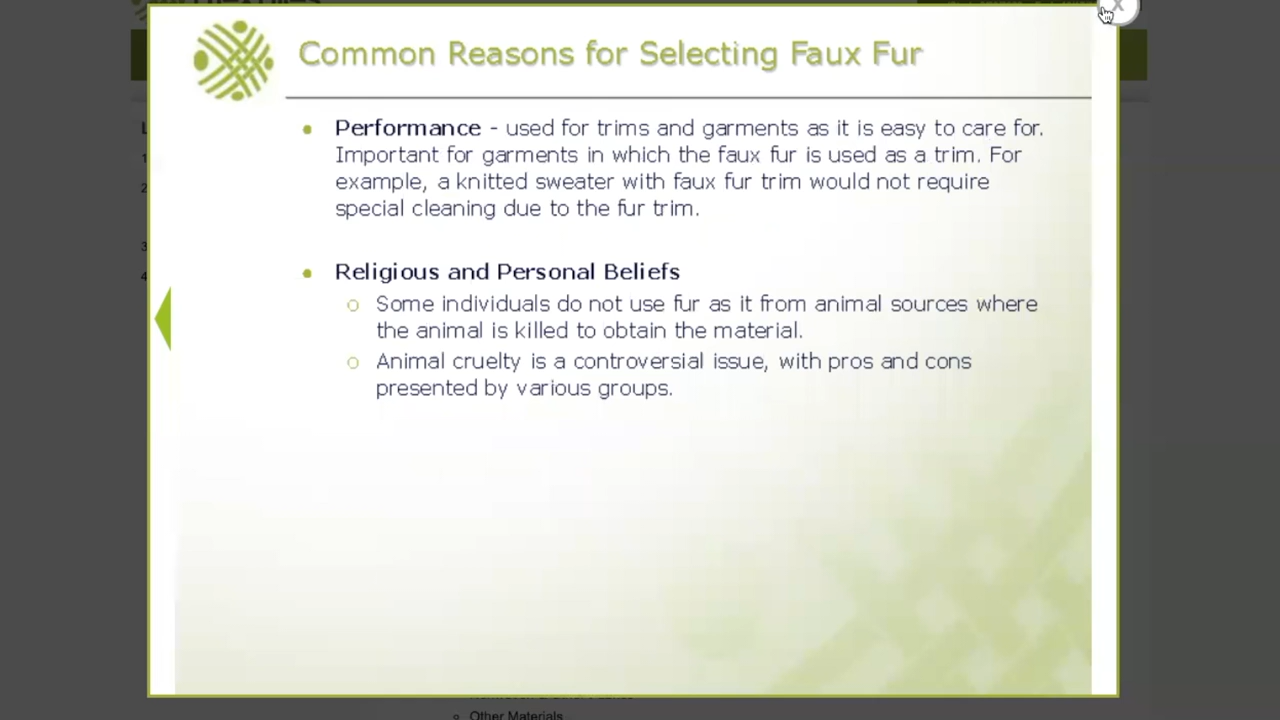 Common Reasons for Selecting Faux Fur
Performance - used for trims and garments as it is easy to care for.
Important for garments in which the faux fur is used as a trim. For
example, a knitted sweater with faux fur trim would not require
special cleaning due to the fur trim.
Religious and Personal Beliefs
Some individuals do not use fur as it from animal sources where
the animal is killed to obtain the material.
Animal cruelty is a controversial issue, with pros and cons
presented by various groups.
Other Materials